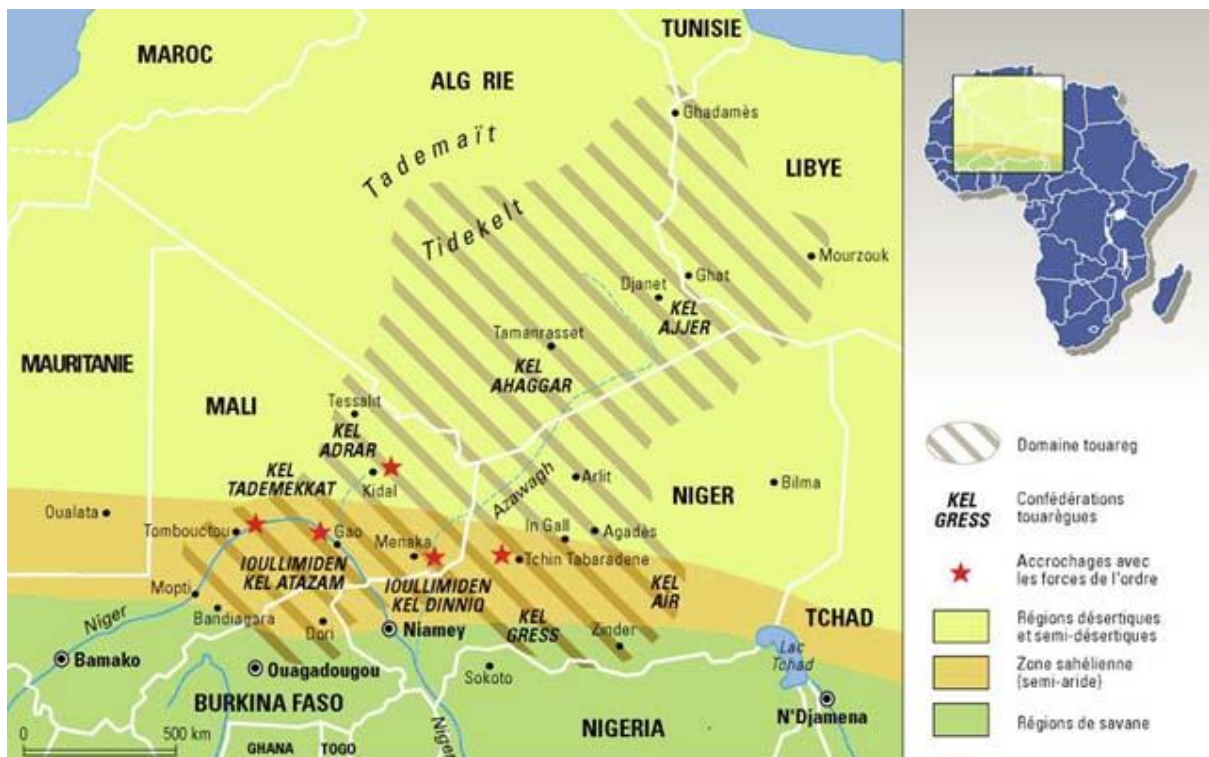 MAROC
TUNISIE
ALG RIE
Ghadamès
Tademaït
LIBYE
Tidekelt
Mourzouk
Djanet
Ghat
KEL
AJJER
Tamanrasset
KEL
AHAGGAR
MAURITANIE
MALI
Tessalit
KEL
ADRAR
KEL
TADEMEKKAT
Kidal
Azawagh
Arlit
NIGER
Bilma
Oualata
Tombouctou
Gao
Menaka
In Gall
Agadès
Tchin Tabaradene
IOULLIMIDEN
KEL ATAZAM
IOULLIMIDEN
KEL DINNIQ
KEL
AÏR
Mopti
Bandiagara
Niger
Dori
Niamey
KEL
GRESS
Zinder
TCHAD
Lac
Tchad
Bamako
Ouagadougou
Sokoto
BURKINA FASO
Niger
NIGERIA
N'Djamena
0
500 km
GHANA
TOGO
Domaine touareg
KEL
GRESS
Confédérations
touarègues
Accrochages avec
les forces de l'ordre
Régions désertiques
et semi-désertiques
Zone sahélienne
(semi-aride)
Régions de savane